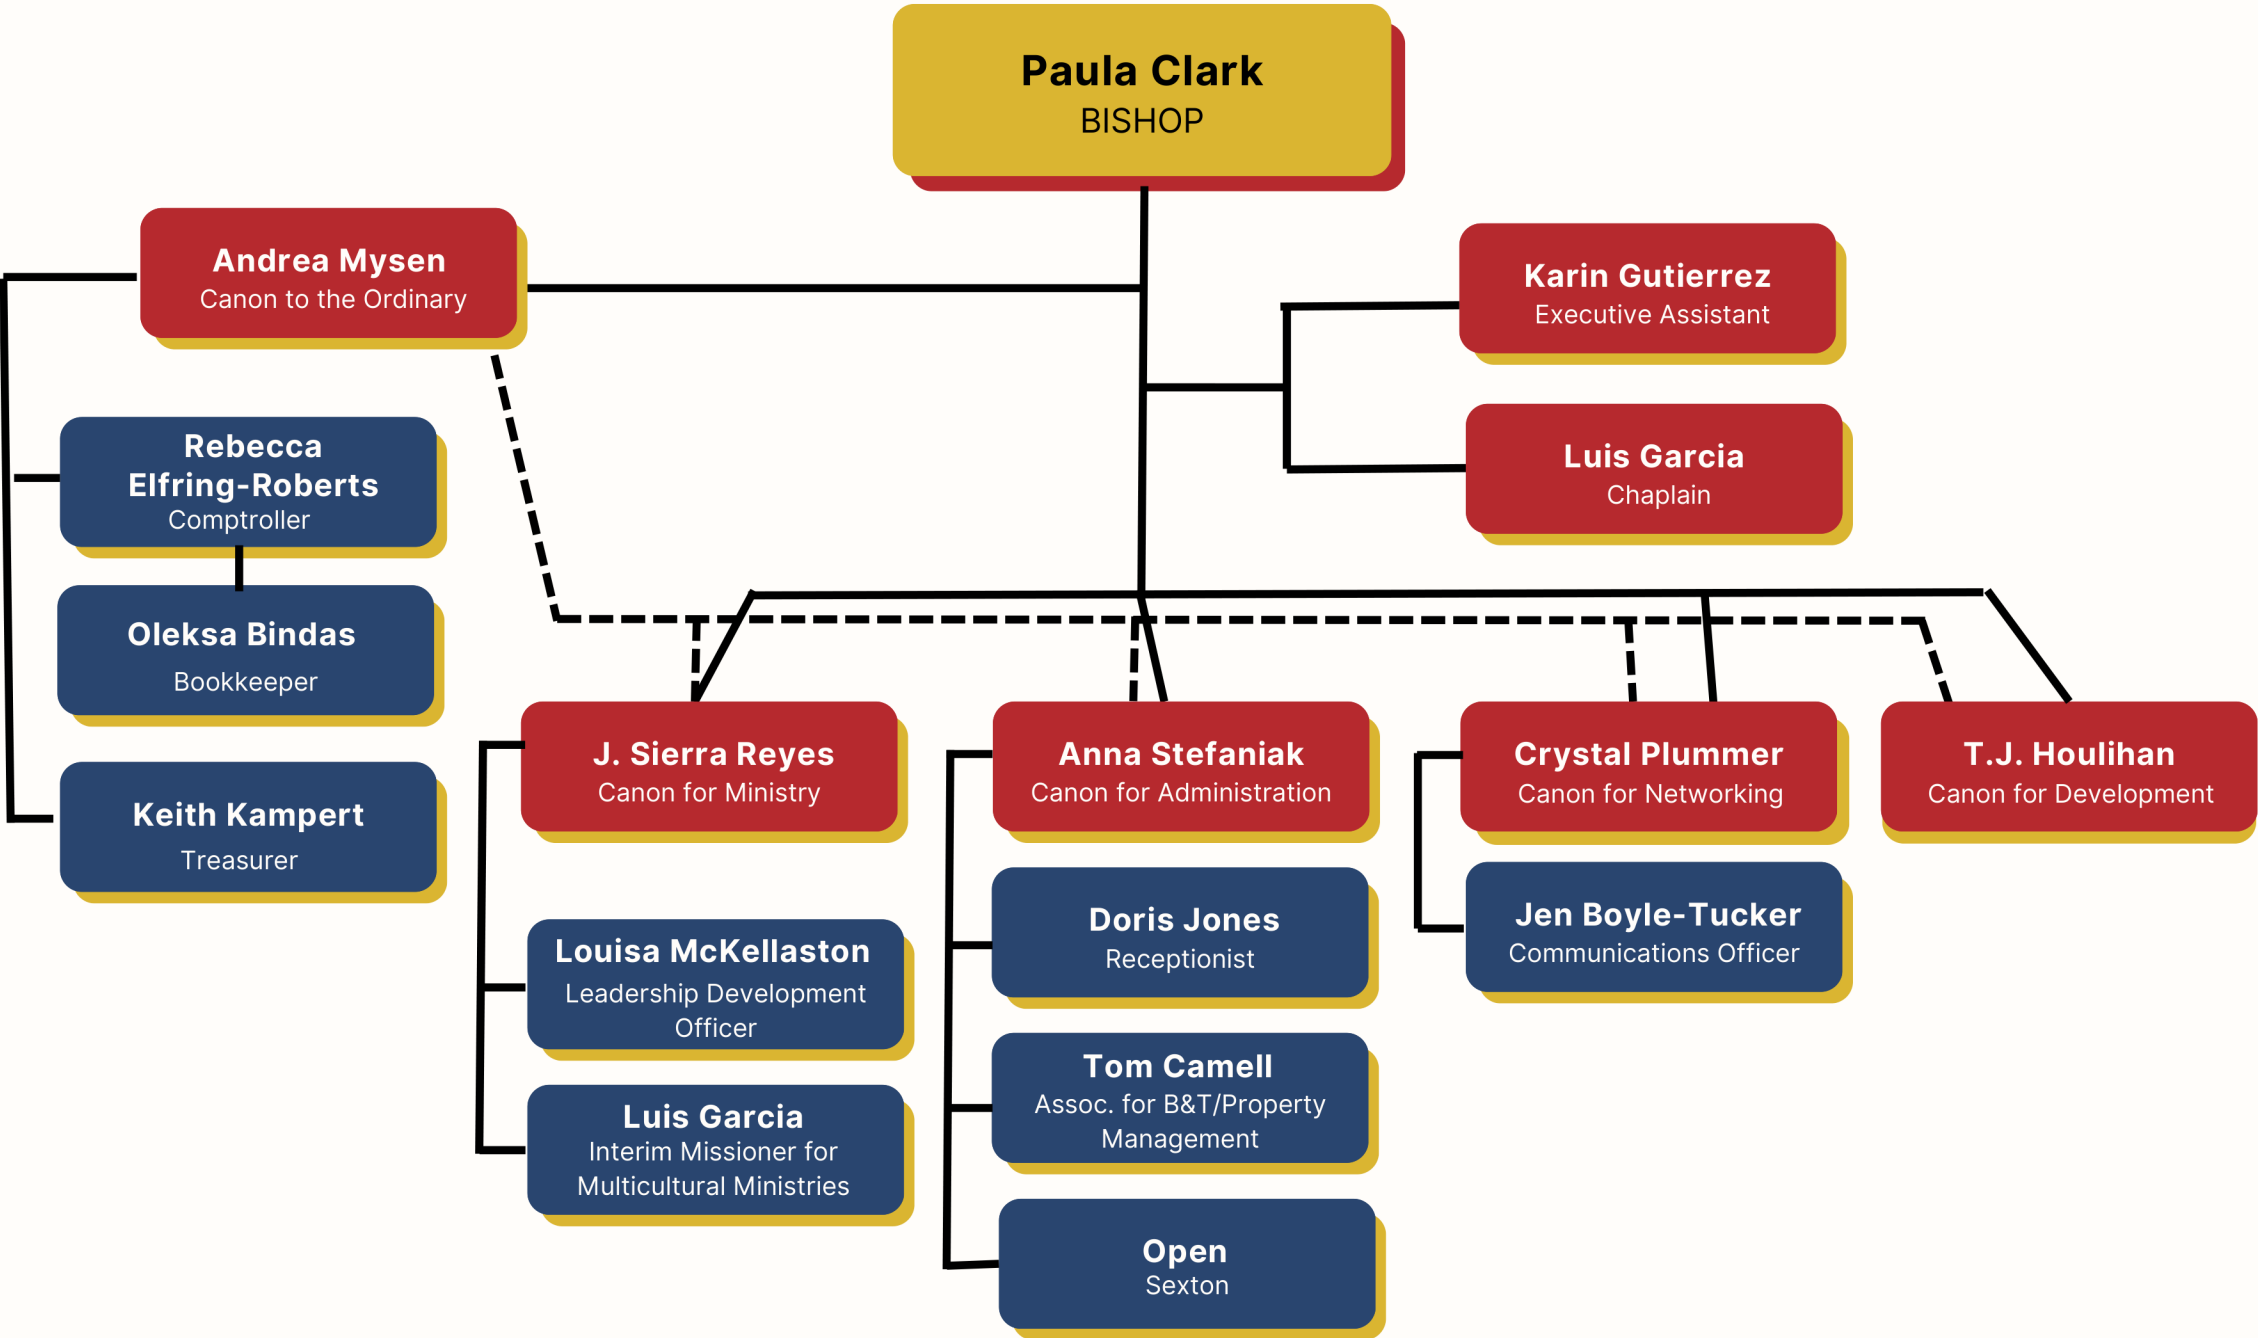 Paula Clark
BISHOP
Andrea Mysen
Canon to the Ordinary
Karin Gutierrez
Executive Assistant
Luis Garcia
Chaplain
Rebecca
Elfring-Roberts
Comptroller
Oleksa Bindas
Bookkeeper
Keith Kampert
Treasurer
J. Sierra Reyes
Canon for Ministry
Louisa McKellaston
Leadership Development
Officer
Luis Garcia
Interim Missioner for
Multicultural Ministries
Anna Stefaniak
Canon for Administration
Doris Jones
Receptionist
Tom Camell
Assoc. for B&T/Property
Management
Open
Sexton
Crystal Plummer
Canon for Networking
Jen Boyle-Tucker
Communications Officer
T.J. Houlihan
Canon for Development